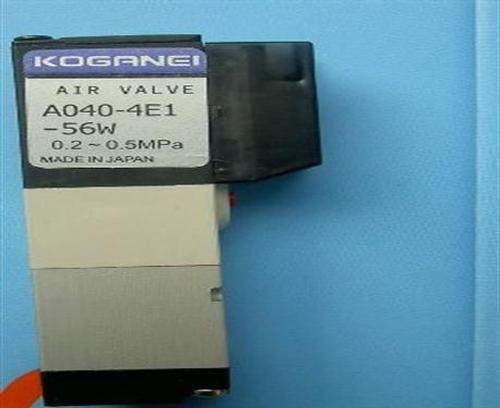 KOGANEI
AIR VALVE
A040-4E1
-56W
0.2~0.5MPa
MADE IN JAPAN